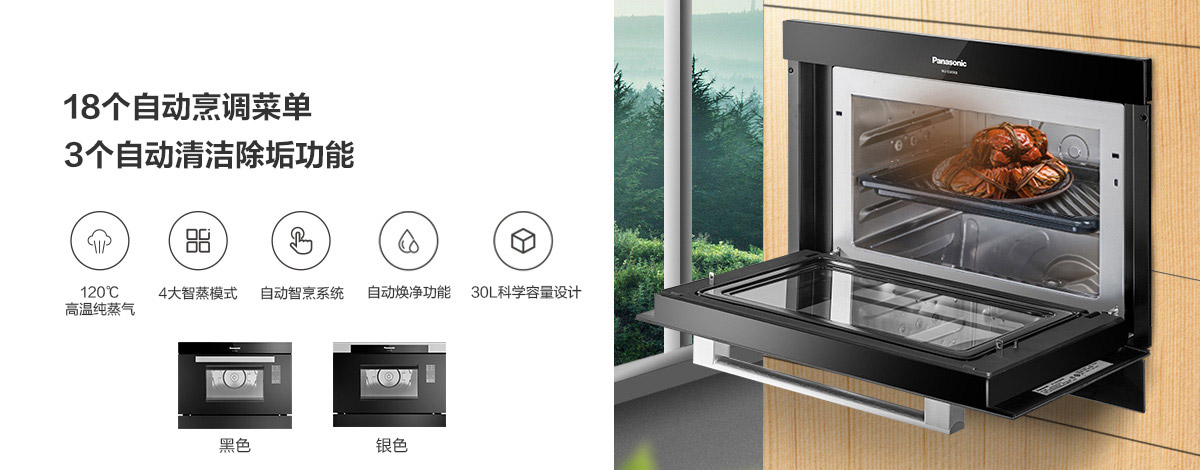 18个自动烹调菜单
3个自动清洁除垢功能
120℃
高温纯蒸气
4大智蒸模式
自动智烹系统
自动焕净功能
30L科学容量设计
Panasonic
Panasonic
黑色
银色
Panasonic